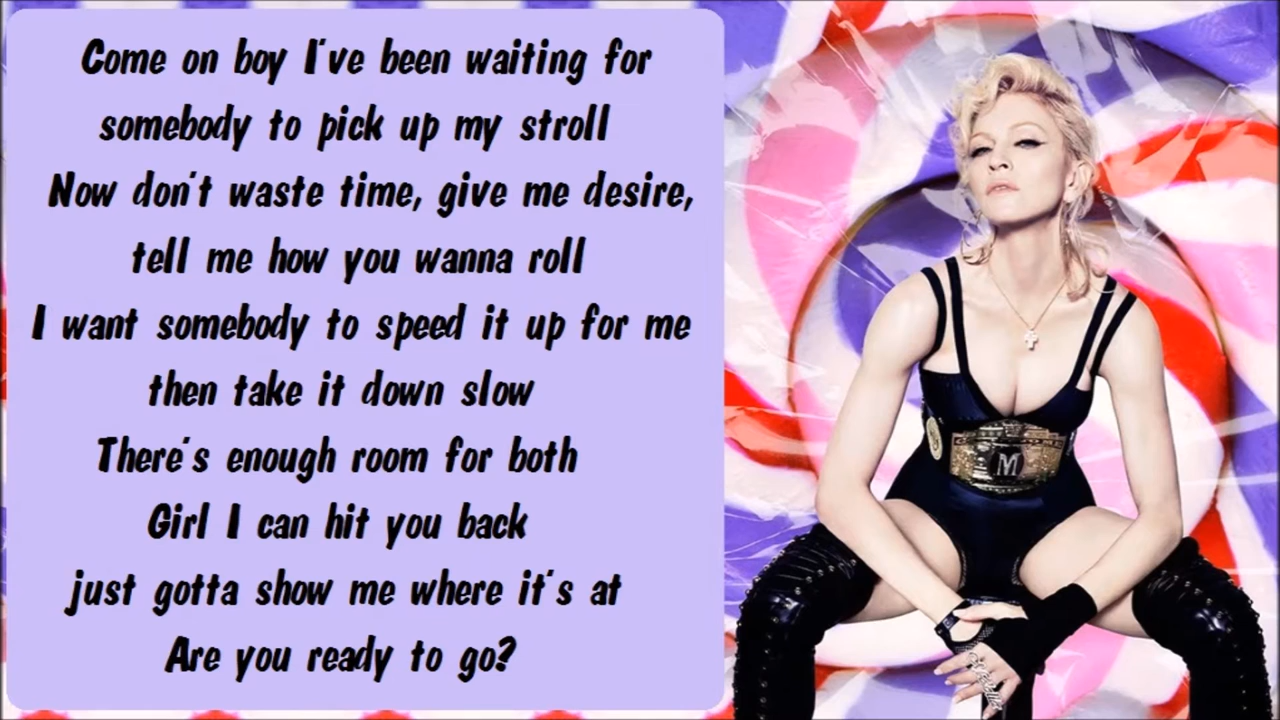 Come on boy I've been waiting for
somebody to pick up my stroll
Now don't waste time, give me desire,
tell me how you wanna roll
I want somebody to speed it up for me
then take it down slow
There's enough room for both
Girl I can hit you back
just gotta show me where it's at
Are you ready to go?
M